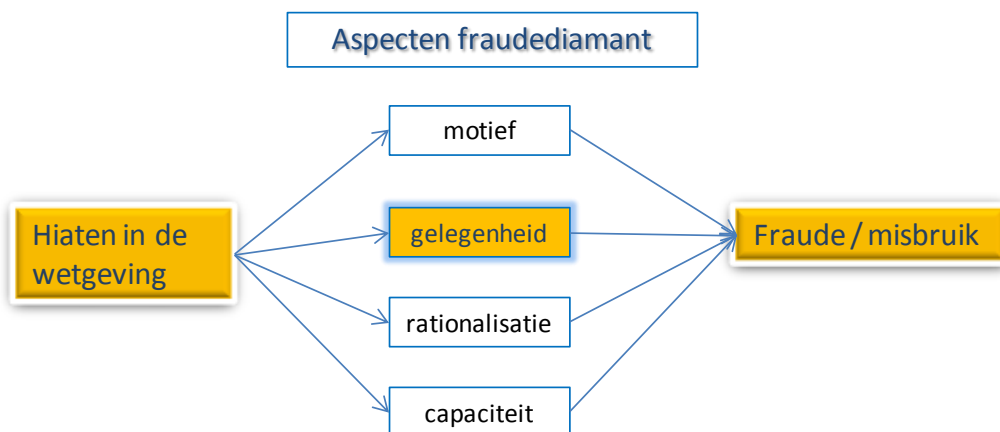 Aspecten fraudediamant
motief
Hiaten in de
wetgeving
gelegenheid
Fraude / misbruik
rationalisatie
capaciteit